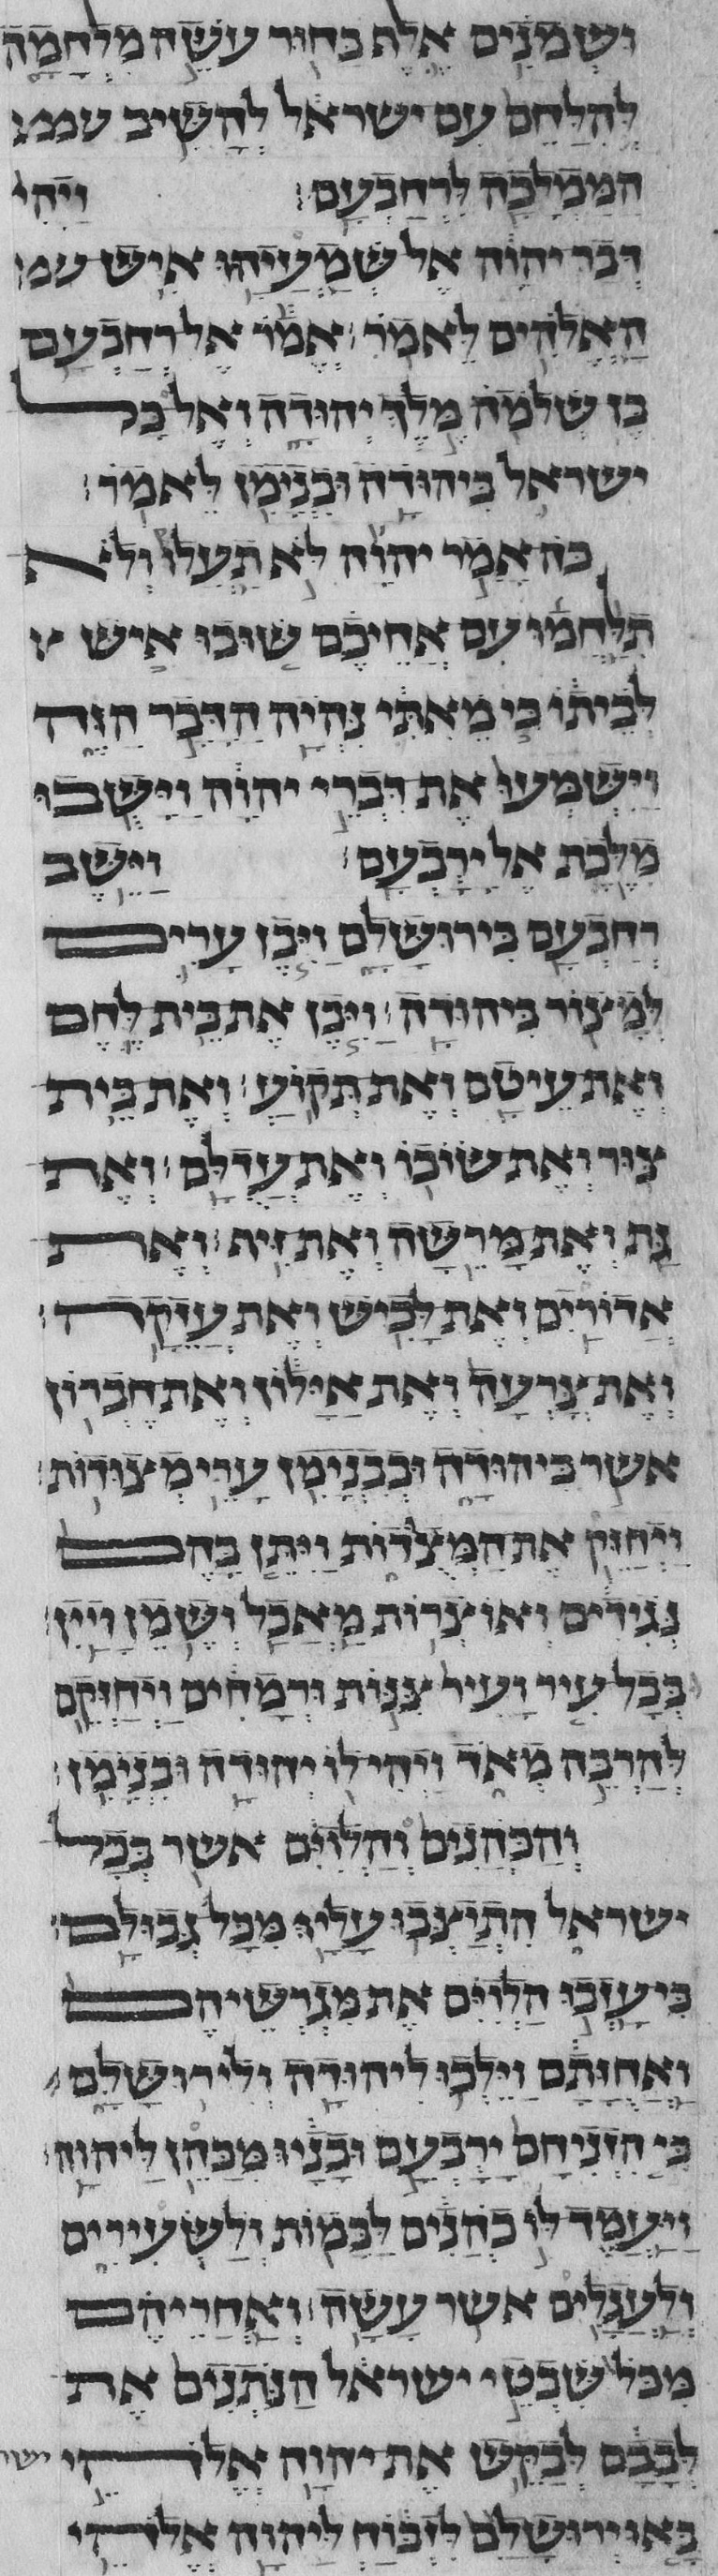 ושמנים אלף בחור עשה מלחמה
להלחם עם ישראל להשיב
הממלכה לרחבעם׃ ויהי
דבר יהוה אל שמעיהו איש
האלהים לאמר׃ אמר אל רחבעם
בן שלמה מלך יהודה ואל כל
ישראל ביהודה ובנימן לאמר׃
כה אמר יהוה לא תעלו ולא
תלחמו עם אחיכם שובו איש
לביתו כי מאתי נהיה הדבר הזה
וישמעו את דברי יהוה וישבו
מלכת אל ירבעם׃ וישב
רחבעם בירושלם ויבן ערים
למצור ביהודה׃ ויבן את בית לחם
ואת עיטם ואת תקוע׃ ואת בית
צור ואת שוכו ואת עדלם׃ ואת
גת ואת מרשה ואת זיף׃ ואת
אדורים ואת לכיש ואת עזקה׃
ואת צרעה ואת אילון ואת חברון
אשר ביהודה ובבנימן ערי מצורות׃
ויחזק את המצרות ויתן בהם
נגידים ואוצרות מאכל ושמן ויין׃
בכל עיר ועיר צנות ורמחים ויחזקם
להרבה מאד ויהי לו יהודה ובנימן׃
והכהנים והלוים אשר בכל
ישראל התיצבו עליו מכל גבולם׃
כי עזבו הלוים את מגרשיהם
ואחזתם וילכו ליהודה ולירושלם
כי הזניחם ירבעם ובניו מכהן ליהוה׃
ויעמד לו כהנים לבמות ולשעירים
ולעגלים אשר עשה׃ ואחריהם
מכל שבטי ישראל הנתנים את
לבבם לבקש את יהוה אלהי ישר
באו ירושלם לזבוח ליהוה אלהי